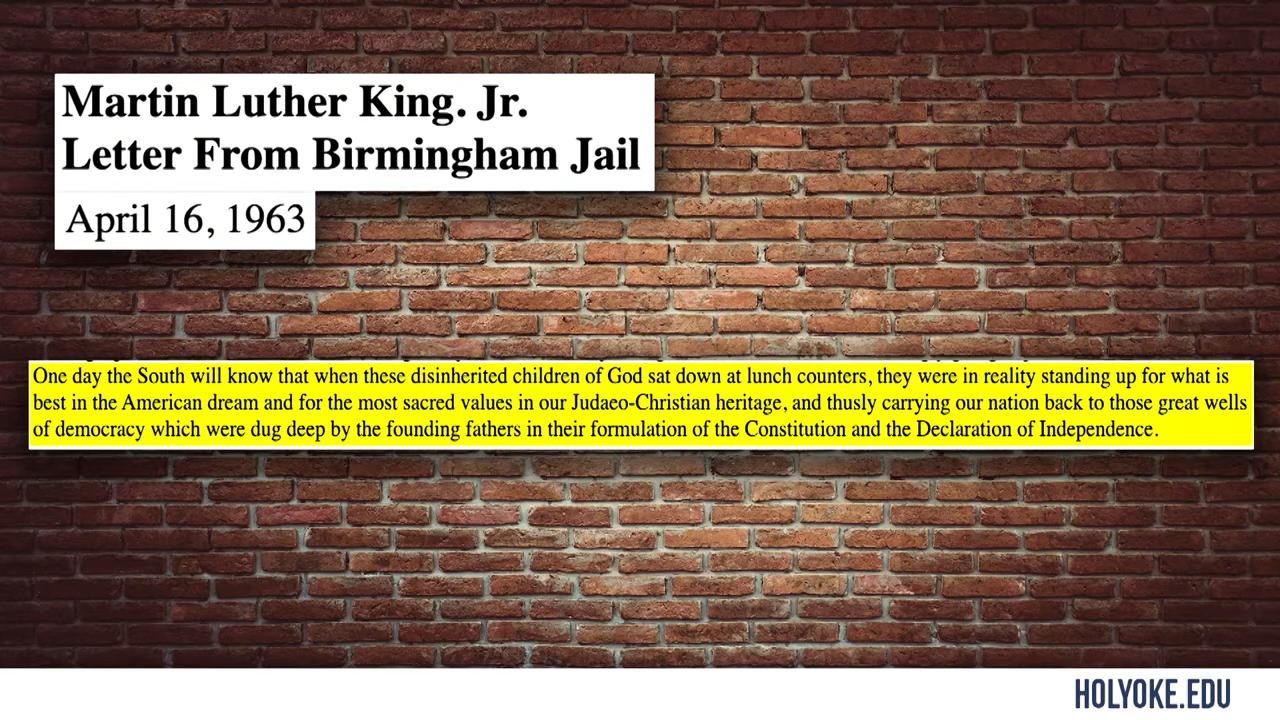 Martin Luther King. Jr.
Letter From Birmingham Jail
April 16, 1963
One day the South will know that when these disinherited children of God sat down at lunch counters, they were in reality standing up for what is
best in the American dream and for the most sacred values in our Judaeo-Christian heritage, and thusly carrying our nation back to those great wells
of democracy which were dug deep by the founding fathers in their formulation of the Constitution and the Declaration of Independence.
HOLYOKE.EDU